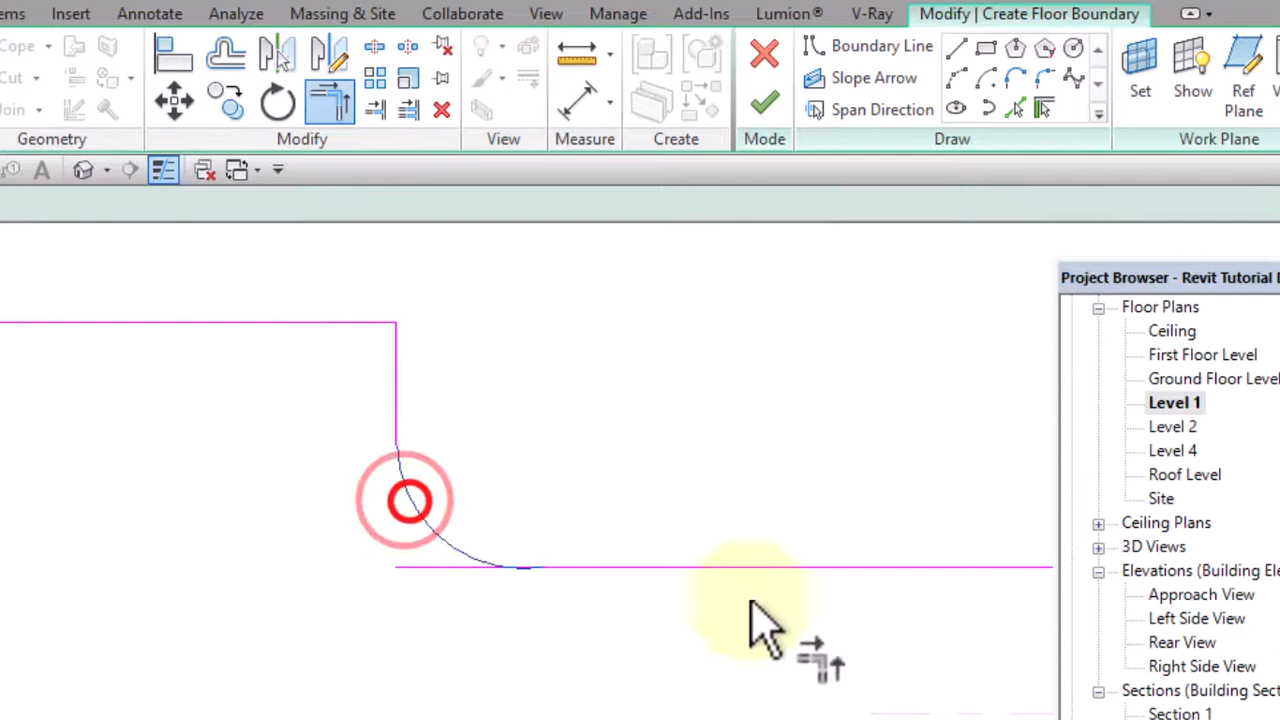 ems Insert Annotate Analyze Massing & Site Collaborate View Manage Add-Ins Lumion® V-Ray Modify | Create Floor Boundary
Cope
Cut
Join
Boundary Line
Slope Arrow
Span Direction
Set Show Ref
Plane
Geometry Modify View Measure Create Mode Draw Work Plane
A
Project Browser - Revit Tutorial
Floor Plans
Ceiling
First Floor Level
Ground Floor Level
Level 1
Level 2
Level 4
Roof Level
Site
Ceiling Plans
3D Views
Elevations (Building Ele
Approach View
Left Side View
Rear View
Right Side View
Sections (Building Sect
Section 1